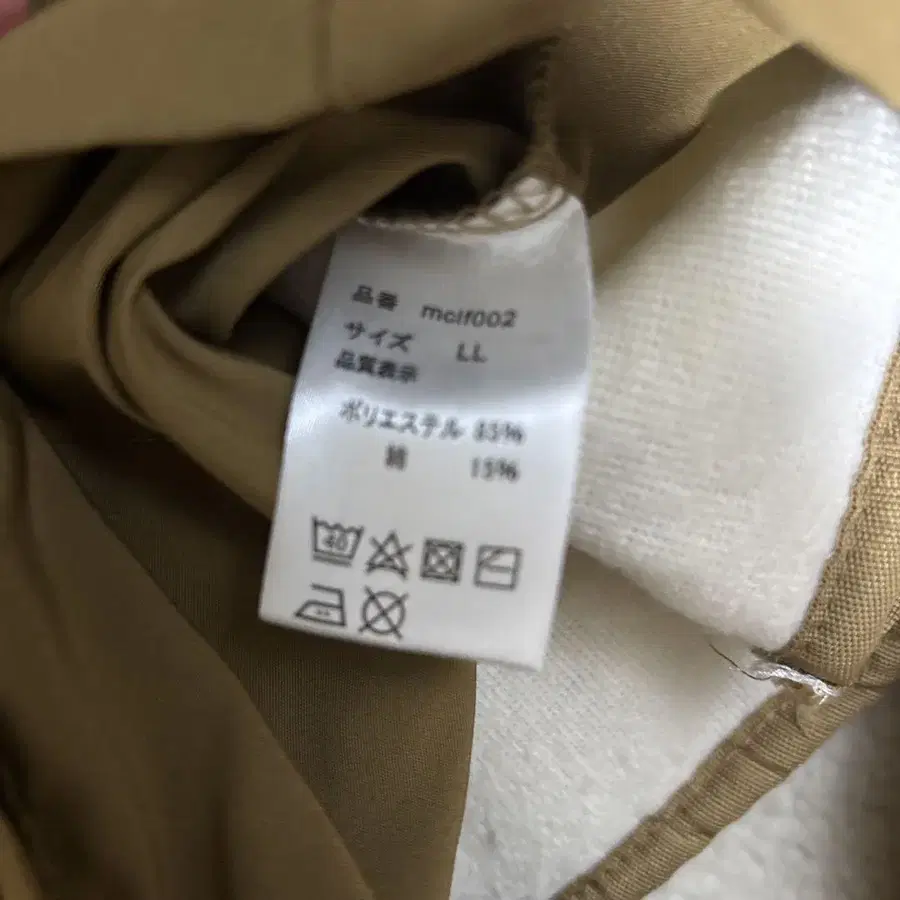 品番 mclf002
サイズ LL
品質表示
ポリエステル 85%
綿 15%
40